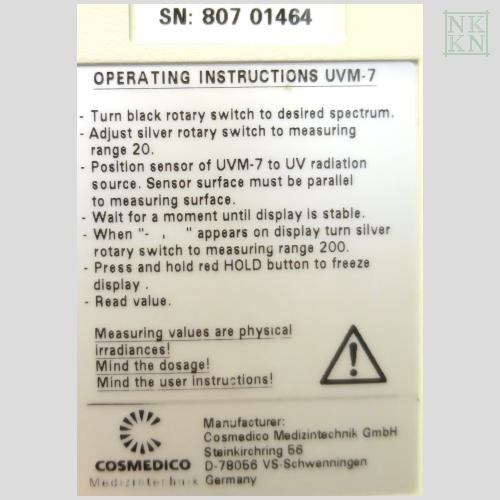 SN: 807 01464
NK
KN
OPERATING INSTRUCTIONS UVM-7
- Turn black rotary switch to desired spectrum.
- Adjust silver rotary switch to measuring
range 20.
- Position sensor of UVM-7 to UV radiation
source. Sensor surface must be parallel
to measuring surface.
- Wait for a moment until display is stable.
- When "- . " appears on display turn silver
rotary switch to measuring range 200.
- Press and hold red HOLD button to freeze
display .
- Read value.
Measuring values are physical
irradiances!
Mind the dosage!
Mind the user instructions!
Manufacturer:
Cosmedico Medizintechnik GmbH
Steinkirchring 56
D-78056 VS-Schwenningen
Germany
COSMEDICO
Medizintechnik